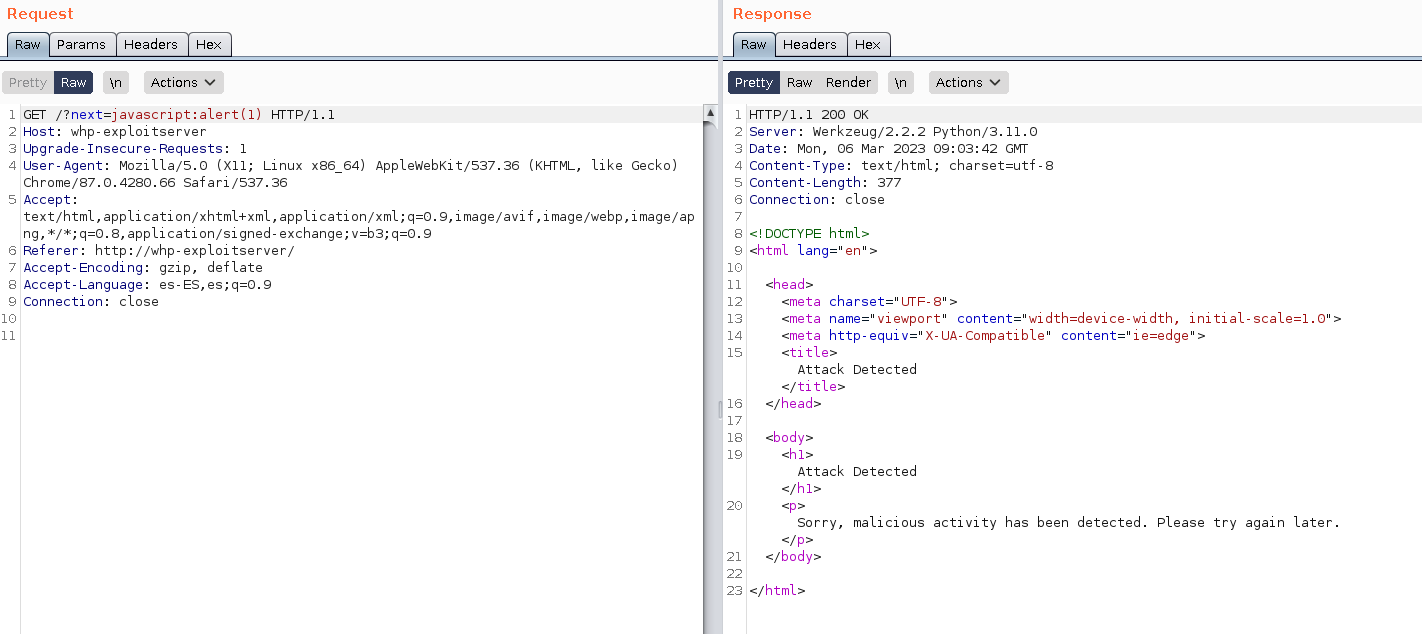 Request
Raw Params Headers Hex
Pretty Raw \n Actions
1 GET /?next=javascript:alert(1) HTTP/1.1
2 Host: whp-exploitserver
3 Upgrade-Insecure-Requests: 1
4 User-Agent: Mozilla/5.0 (X11; Linux x86_64) AppleWebKit/537.36 (KHTML, like Gecko)
Chrome/87.0.4280.66 Safari/537.36
5 Accept:
text/html,application/xhtml+xml,application/xml;q=0.9,image/avif,image/webp,image/ap
ng,*/*;q=0.8,application/signed-exchange;v=b3;q=0.9
6 Referer: http://whp-exploitserver/
7 Accept-Encoding: gzip, deflate
8 Accept-Language: es-ES,es;q=0.9
9 Connection: close
10
11
Response
Raw Headers Hex
Pretty Raw Render \n Actions
1 HTTP/1.1 200 OK
2 Server: Werkzeug/2.2.2 Python/3.11.0
3 Date: Mon, 06 Mar 2023 09:03:42 GMT
4 Content-Type: text/html; charset=utf-8
5 Content-Length: 377
6 Connection: close
7
8 <!DOCTYPE html>
9 <html lang="en">
10
11 <head>
12 <meta charset="UTF-8">
13 <meta name="viewport" content="width=device-width, initial-scale=1.0">
14 <meta http-equiv="X-UA-Compatible" content="ie=edge">
15 <title>
Attack Detected
</title>
16 </head>
17
18 <body>
19 <h1>
Attack Detected
</h1>
20 <p>
Sorry, malicious activity has been detected. Please try again later.
</p>
21 </body>
22
23 </html>